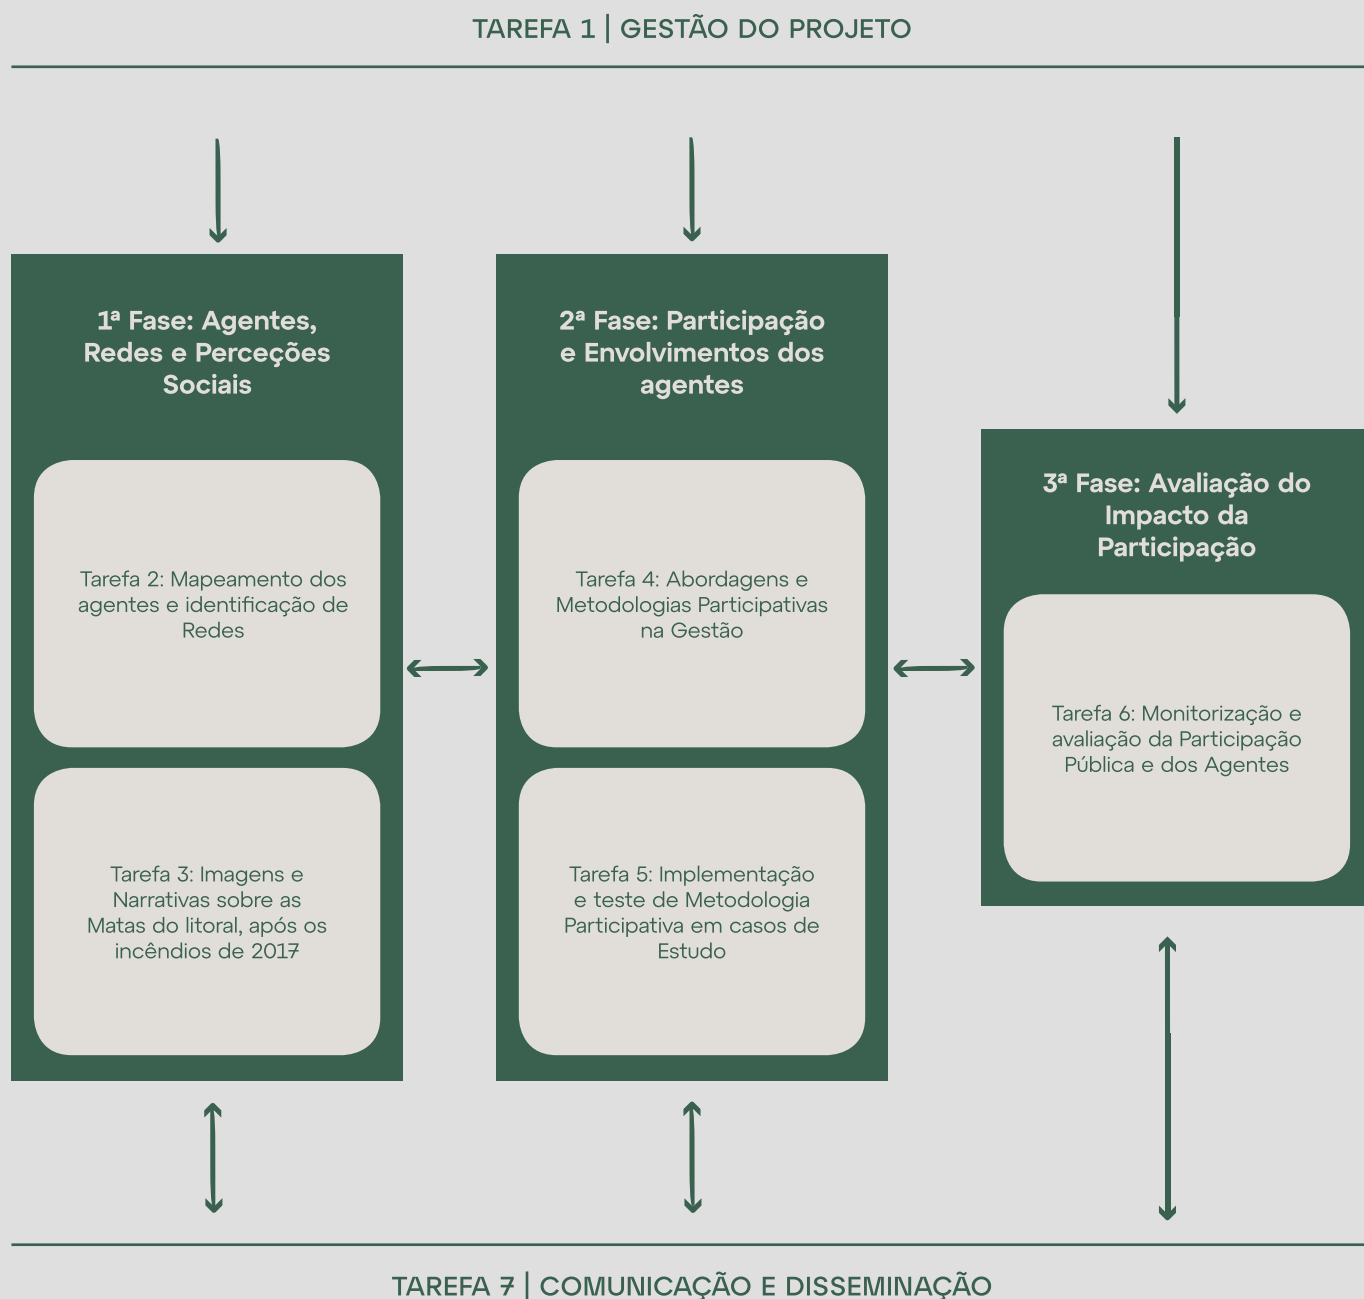 TAREFA 1 | GESTÃO DO PROJETO
1ª Fase: Agentes,
Redes e Perceções
Sociais
Tarefa 2: Mapeamento dos
agentes e identificação de
Redes
Tarefa 3: Imagens e
Narrativas sobre as
Matas do litoral, após os
incêndios de 2017
2ª Fase: Participação
e Envolvimentos dos
agentes
Tarefa 4: Abordagens e
Metodologias Participativas
na Gestão
Tarefa 5: Implementação
e teste de Metodologia
Participativa em casos de
Estudo
3ª Fase: Avaliação do
Impacto da
Participação
Tarefa 6: Monitorização e
avaliação da Participação
Pública e dos Agentes
TAREFA 7 | COMUNICAÇÃO E DISSEMINAÇÃO